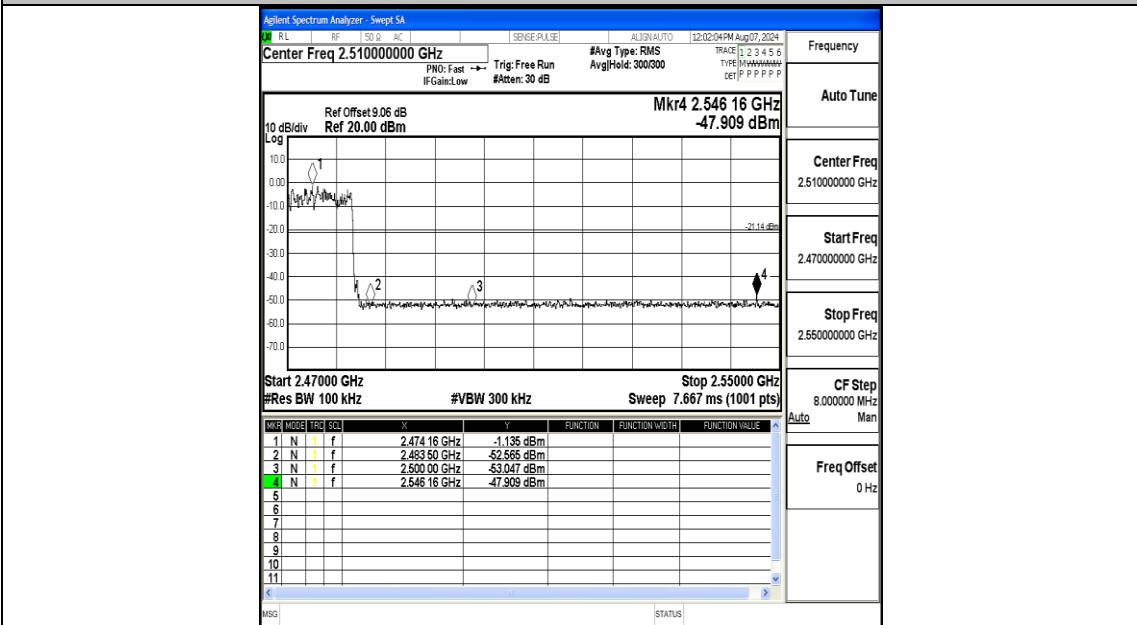 Agilent Spectrum Analyzer - Swept SA
RL RF 50 Ω AC SENSE:PULSE ALIGN AUTO 12:02:04 PM Aug 07, 2024
Center Freq 2.510000000 GHz #Avg Type: RMS TRACE 1 2 3 4 5 6
PNO: Fast Trig: Free Run Avg|Hold: 300/300 TYPE M
IFGain:Low #Atten: 30 dB DET P P P P P P
Frequency
Auto Tune
Center Freq
2.510000000 GHz
Start Freq
2.470000000 GHz
Stop Freq
2.550000000 GHz
CF Step
8.000000 MHz
Auto Man
Freq Offset
0 Hz
Mkr4 2.546 16 GHz
Ref Offset 9.06 dB
10 dB/div Ref 20.00 dBm -47.909 dBm
Log
10.0
0.00
-10.0
-20.0
-30.0
-40.0
-50.0
-60.0
-70.0
1
2
3
4
-21.14 dBm
Start 2.47000 GHz Stop 2.55000 GHz
#Res BW 100 kHz #VBW 300 kHz Sweep 7.667 ms (1001 pts)
MKR MODE TRC SCL X Y FUNCTION FUNCTION WIDTH FUNCTION VALUE
1 N 1 f 2.474 16 GHz -1.135 dBm
2 N 1 f 2.483 50 GHz -52.565 dBm
3 N 1 f 2.500 00 GHz -53.047 dBm
4 N 1 f 2.546 16 GHz -47.909 dBm
5
6
7
8
9
10
11
MSG STATUS